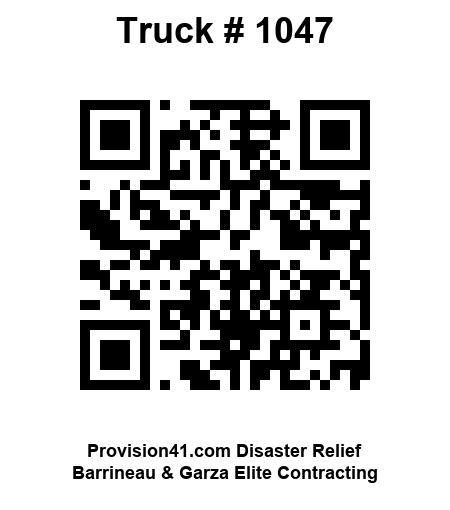 Truck # 1047
Provision41.com Disaster Relief
Barrineau & Garza Elite Contracting